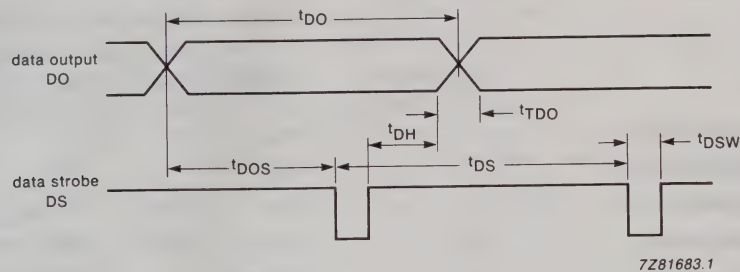 tDO
data output
DO
tTDO
tDH
tDSW
tDOS
tDS
data strobe
DS
7Z81683.1